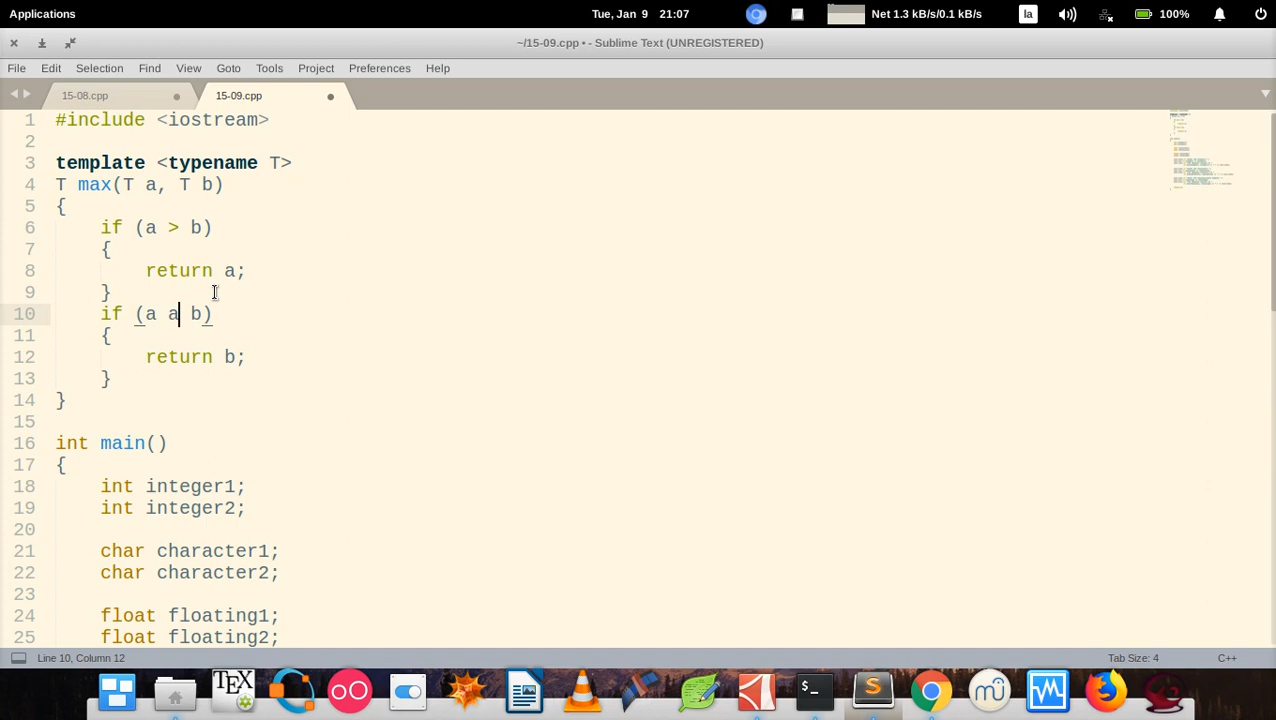 Applications
Tue, Jan 9 21:07
Net 1.3 kB/s/0.1 kB/s
la
100%
~/15-09.cpp • - Sublime Text (UNREGISTERED)
File Edit Selection Find View Goto Tools Project Preferences Help
15-08.cpp 15-09.cpp
1 #include <iostream>
2
3 template <typename T>
4 T max(T a, T b)
5 {
6 if (a > b)
7 {
8 return a;
9 }
10 if (a a b)
11 {
12 return b;
13 }
14 }
15
16 int main()
17 {
18 int integer1;
19 int integer2;
20
21 char character1;
22 char character2;
23
24 float floating1;
25 float floating2;
Line 10, Column 12 Tab Size: 4 C++
TEX
>_
S
mu